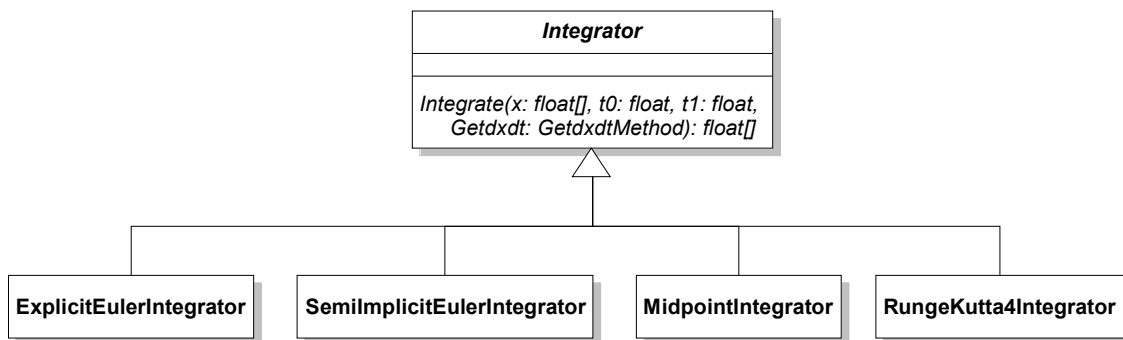 Integrator
Integrate(x: float[], t0: float, t1: float,
Getdxdt: GetdxdtMethod): float[]
ExplicitEulerIntegrator
SemiImplicitEulerIntegrator
MidpointIntegrator
RungeKutta4Integrator